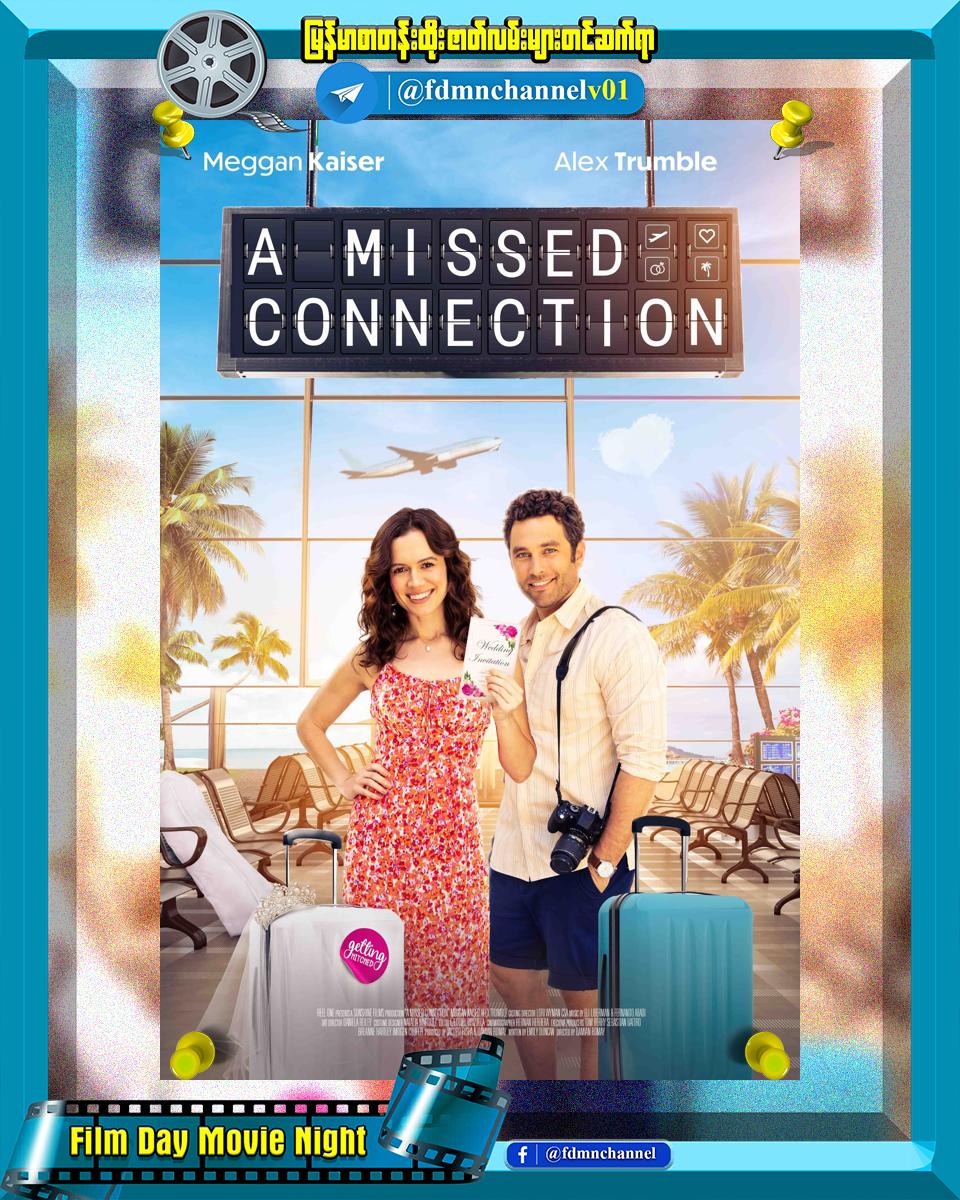 မြန်မာစာတန်းထိုးဇာတ်လမ်းများတင်ဆက်ရာ
@fdmnchannelv01
Meggan Kaiser
Alex Trumble
A MISSED
CONNECTION
Wedding
Invitation
getting
HITCHED
Film Day Movie Night
@fdmnchannel